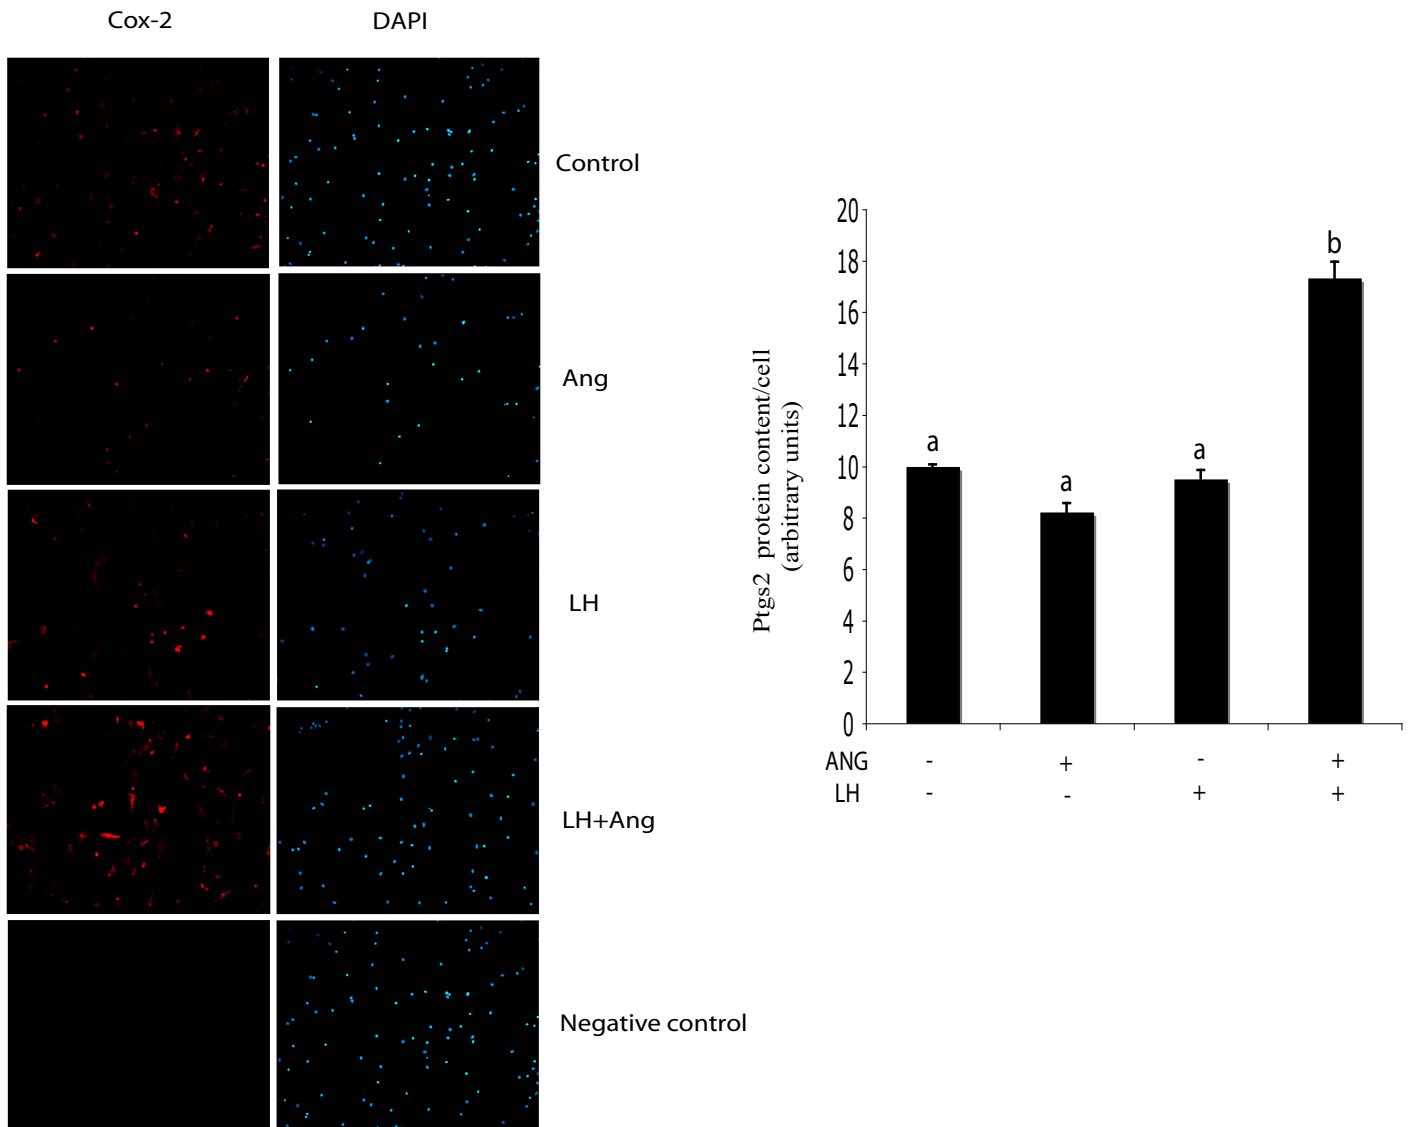 Cox-2 DAPI
Control
Ang
LH
LH+Ang
Negative control
Ptgs2 protein content/cell
(arbitrary units)
20
18
16
14
12
10
8
6
4
2
0
a
a
a
b
ANG - + - +
LH - - + +